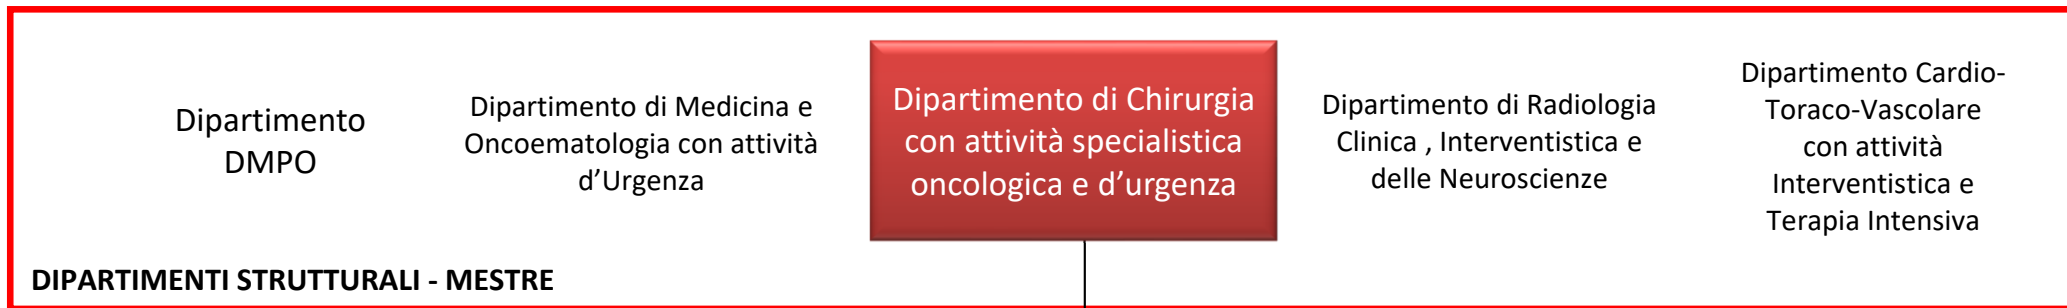 Dipartimento
DMPO
Dipartimento di Medicina e
Oncoematologia con attività
d’Urgenza
Dipartimento di Chirurgia
con attività specialistica
oncologica e d’urgenza
Dipartimento di Radiologia
Clinica , Interventistica e
delle Neuroscienze
Dipartimento Cardio-
Toraco-Vascolare
con attività
Interventistica e
Terapia Intensiva
DIPARTIMENTI STRUTTURALI - MESTRE